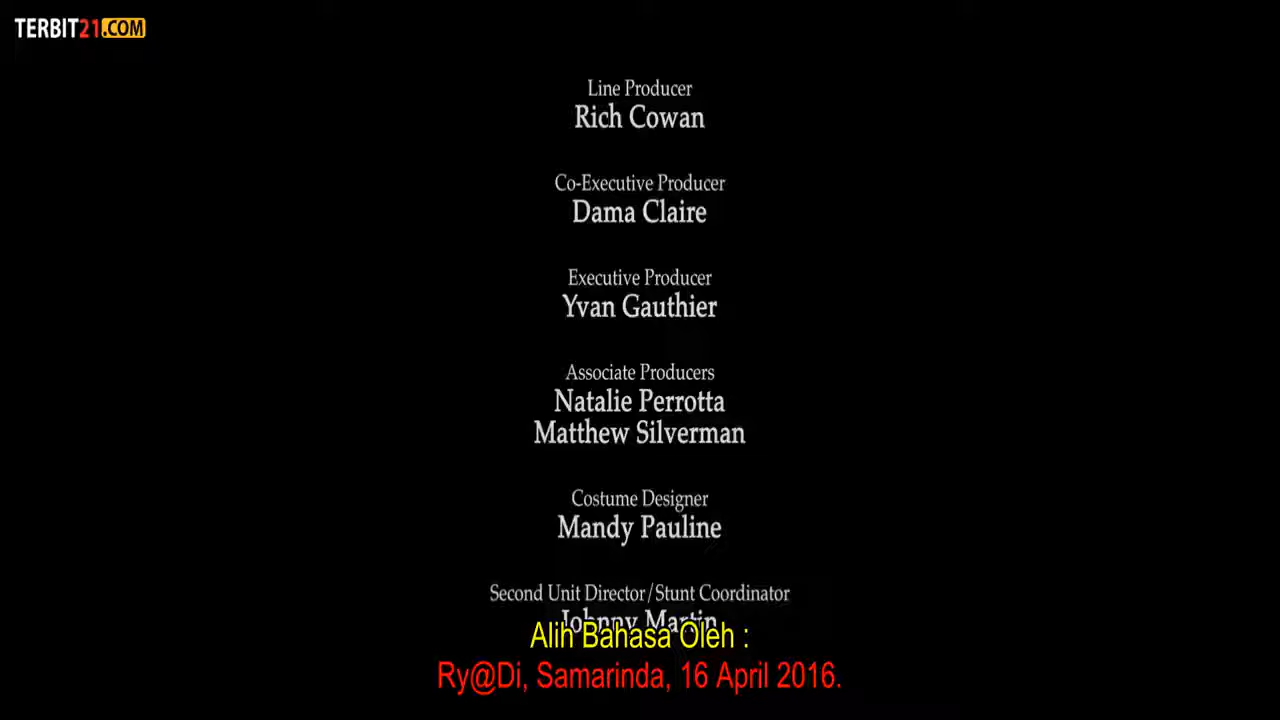 TERBIT21.COM
Line Producer
Rich Cowan
Co-Executive Producer
Dama Claire
Executive Producer
Yvan Gauthier
Associate Producers
Natalie Perrotta
Matthew Silverman
Costume Designer
Mandy Pauline
Second Unit Director/Stunt Coordinator
Johnny Martin
Alih Bahasa Oleh :
Ry@Di, Samarinda, 16 April 2016.